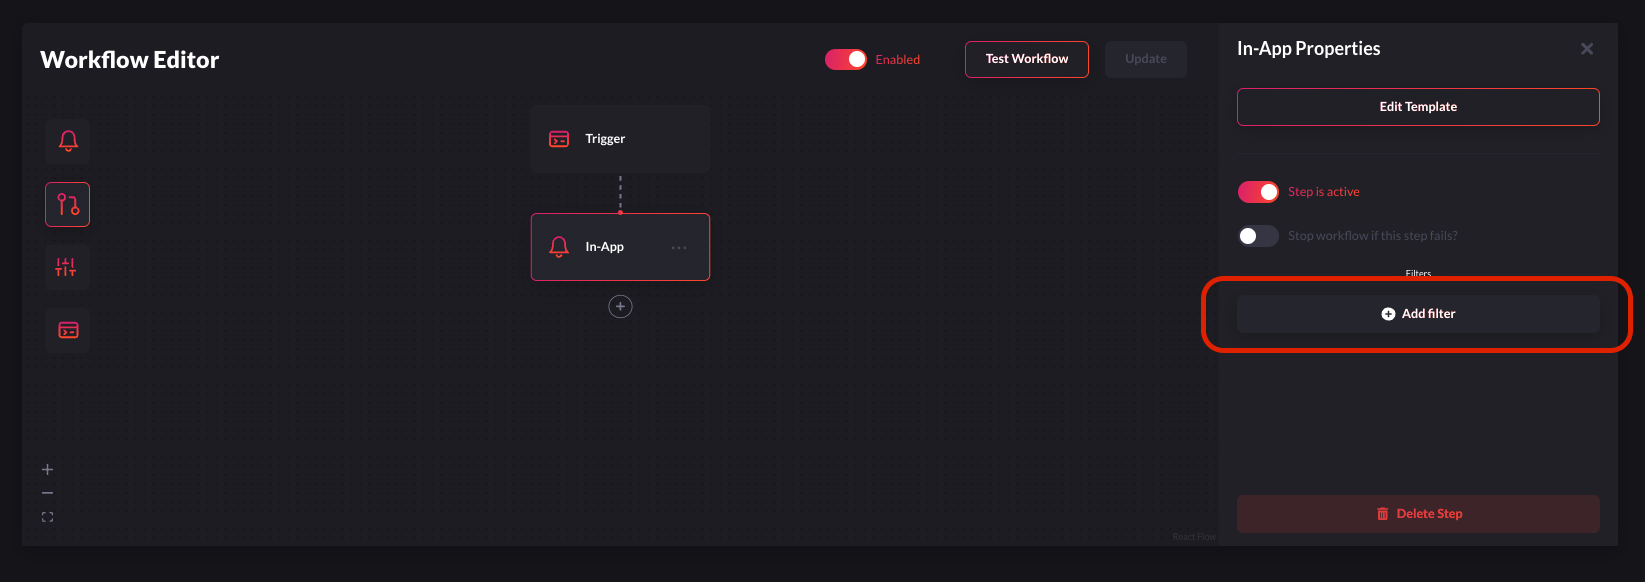 Workflow Editor
Enabled
Test Workflow
Update
Trigger
In-App
In-App Properties
Edit Template
Step is active
Stop workflow if this step fails?
Filters
Add filter
Delete Step
React Flow